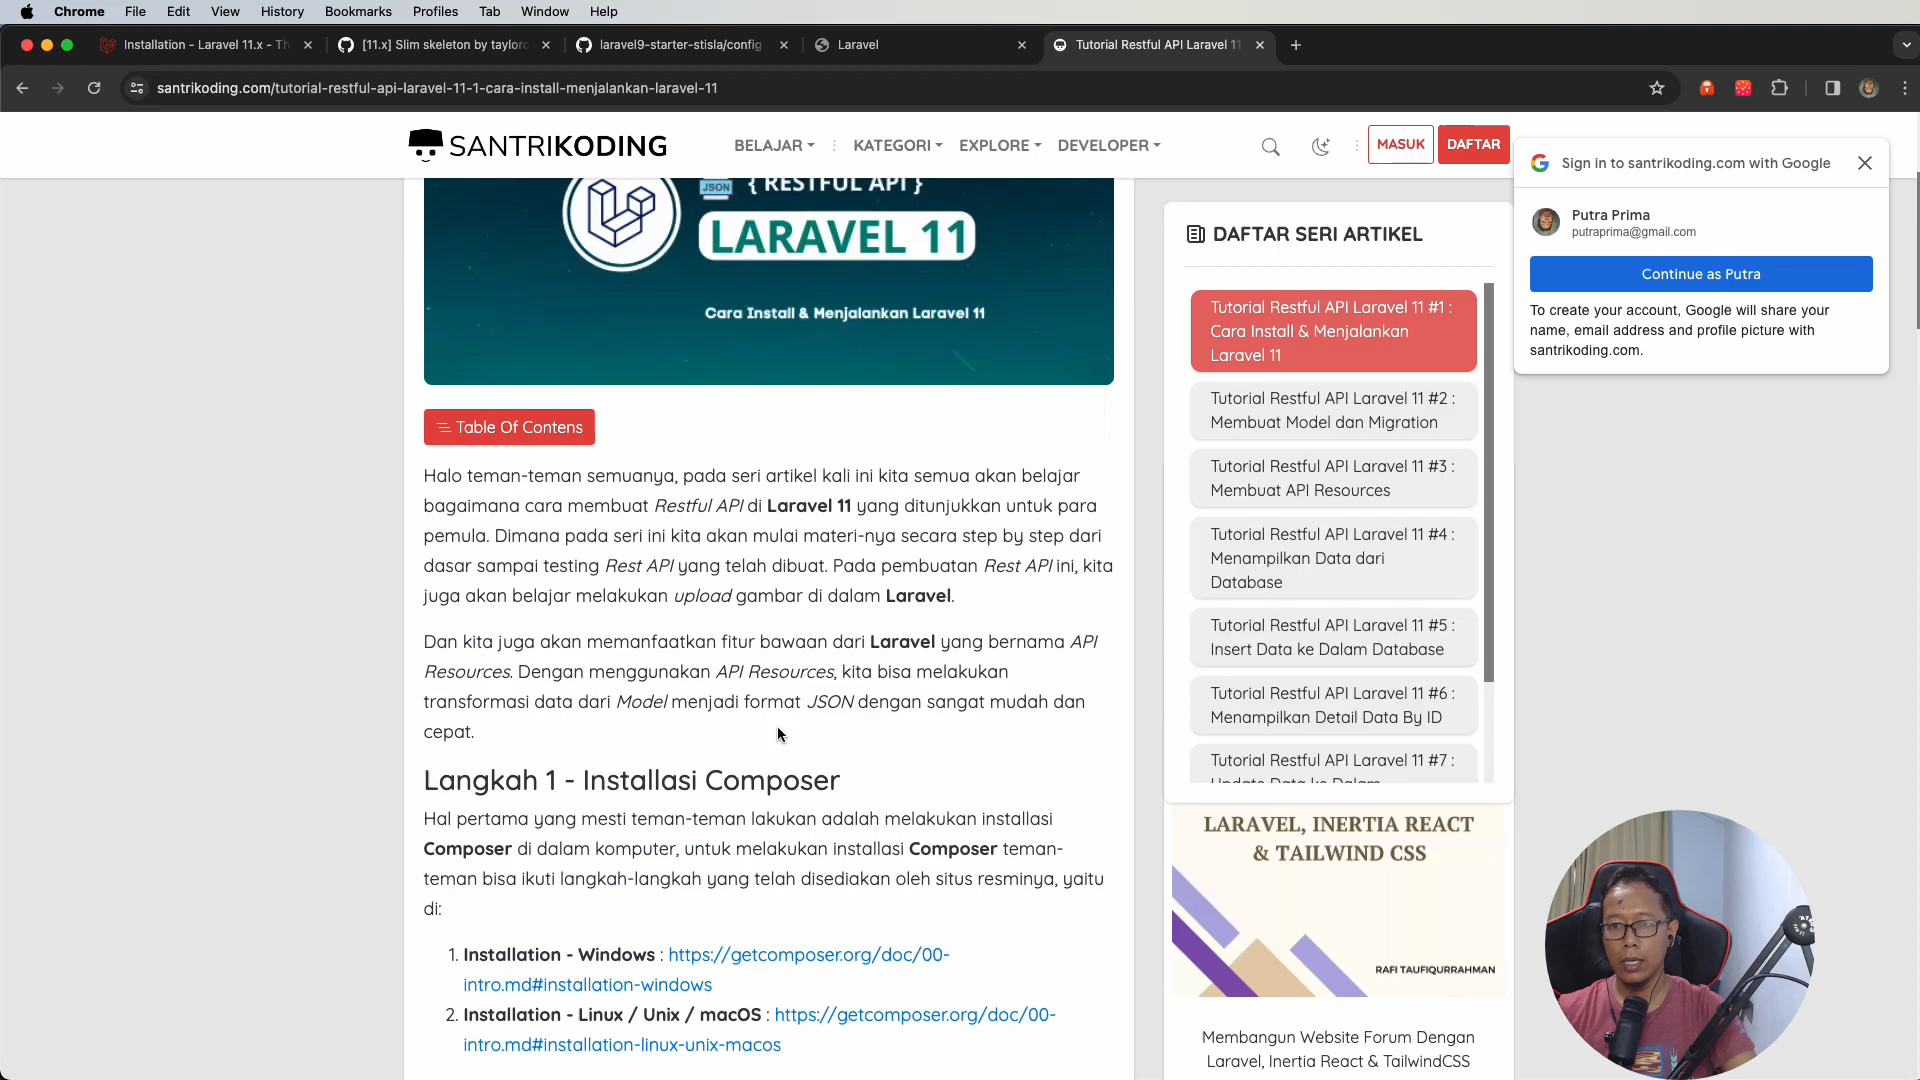 Chrome File Edit View History Bookmarks Profiles Tab Window Help
Installation - Laravel 11.x - Th
[11.x] Slim skeleton by taylor
laravel9-starter-stisla/config
Laravel
Tutorial Restful API Laravel 11
santrikoding.com/tutorial-restful-api-laravel-11-1-cara-install-menjalankan-laravel-11
SANTRIKODING
BELAJAR KATEGORI EXPLORE DEVELOPER
MASUK DAFTAR
JSON { RESTFUL API }
LARAVEL 11
Cara Install & Menjalankan Laravel 11
Table Of Contens
Halo teman-teman semuanya, pada seri artikel kali ini kita semua akan belajar
bagaimana cara membuat Restful API di Laravel 11 yang ditunjukkan untuk para
pemula. Dimana pada seri ini kita akan mulai materi-nya secara step by step dari
dasar sampai testing Rest API yang telah dibuat. Pada pembuatan Rest API ini, kita
juga akan belajar melakukan upload gambar di dalam Laravel.
Dan kita juga akan memanfaatkan fitur bawaan dari Laravel yang bernama API
Resources. Dengan menggunakan API Resources, kita bisa melakukan
transformasi data dari Model menjadi format JSON dengan sangat mudah dan
cepat.
Langkah 1 - Installasi Composer
Hal pertama yang mesti teman-teman lakukan adalah melakukan installasi
Composer di dalam komputer, untuk melakukan installasi Composer teman-
teman bisa ikuti langkah-langkah yang telah disediakan oleh situs resminya, yaitu
di:
1. Installation - Windows : https://getcomposer.org/doc/00-
intro.md#installation-windows
2. Installation - Linux / Unix / macOS : https://getcomposer.org/doc/00-
intro.md#installation-linux-unix-macos
DAFTAR SERI ARTIKEL
Tutorial Restful API Laravel 11 #1 :
Cara Install & Menjalankan
Laravel 11
Tutorial Restful API Laravel 11 #2 :
Membuat Model dan Migration
Tutorial Restful API Laravel 11 #3 :
Membuat API Resources
Tutorial Restful API Laravel 11 #4 :
Menampilkan Data dari
Database
Tutorial Restful API Laravel 11 #5 :
Insert Data ke Dalam Database
Tutorial Restful API Laravel 11 #6 :
Menampilkan Detail Data By ID
Tutorial Restful API Laravel 11 #7 :
Update Data ke Dalam
LARAVEL, INERTIA REACT
& TAILWIND CSS
RAFI TAUFIQURRAHMAN
Membangun Website Forum Dengan
Laravel, Inertia React & TailwindCSS
Sign in to santrikoding.com with Google
Putra Prima
putraprima@gmail.com
Continue as Putra
To create your account, Google will share your
name, email address and profile picture with
santrikoding.com.